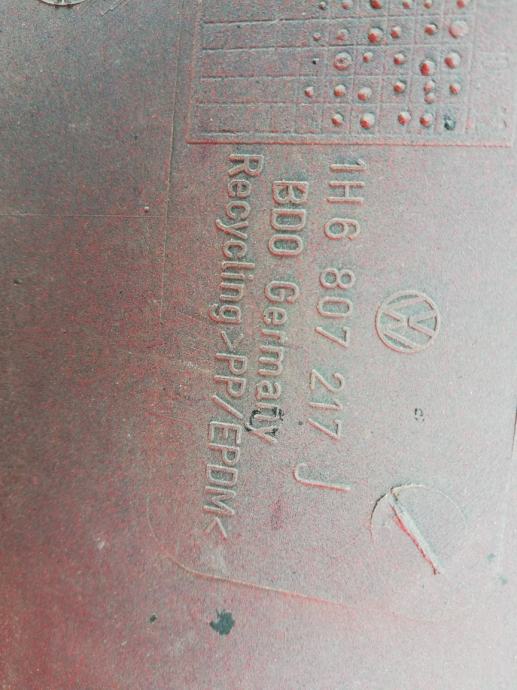 1H6 807 217 J
BDO Germany
Recycling>PP/EPDM<